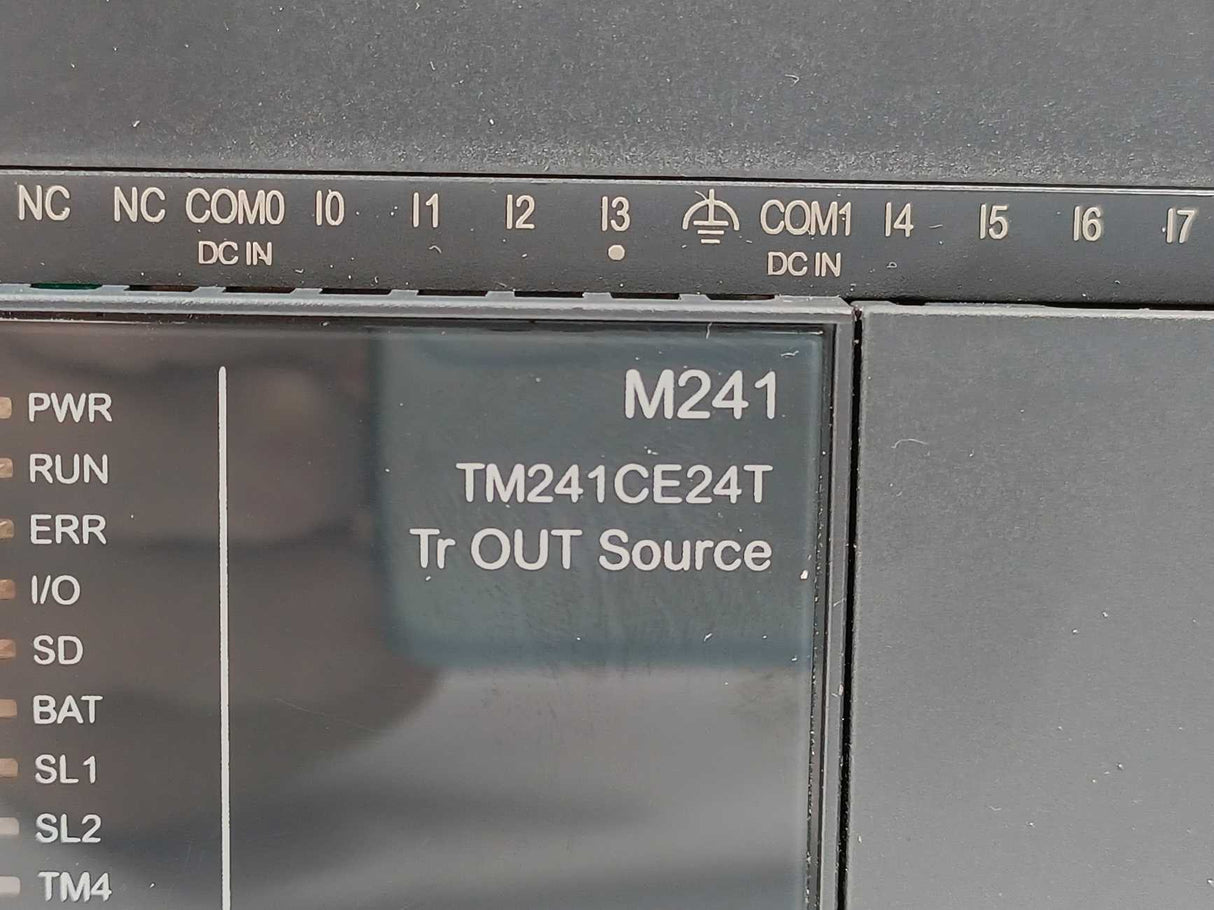 NC NC COM0 I0 I1 I2 I3 COM1 I4 I5 I6 I7
DC IN DC IN
M241
TM241CE24T
Tr OUT Source
PWR
RUN
ERR
I/O
SD
BAT
SL1
SL2
TM4